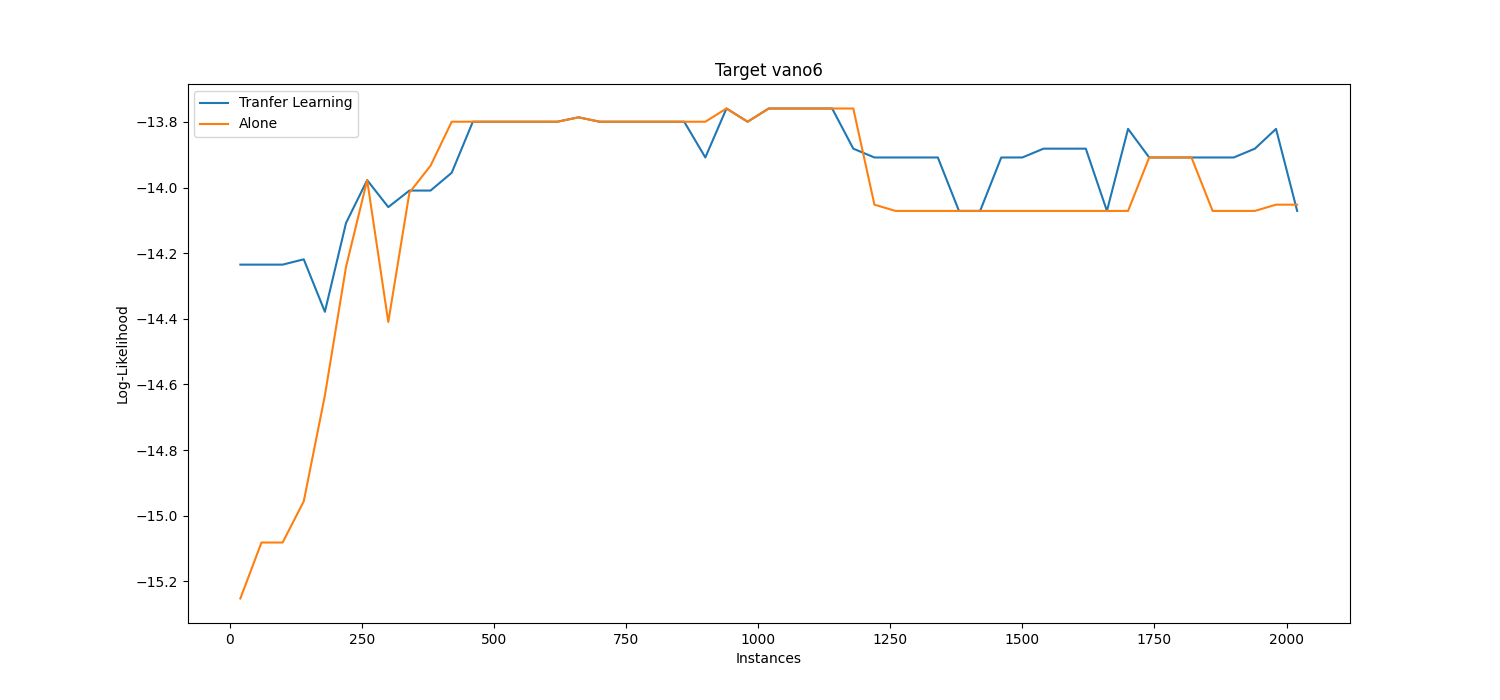 Target vano6
Tranfer Learning
Alone
−13.8
−14.0
−14.2
−14.4
−14.6
−14.8
−15.0
−15.2
Log-Likelihood
0 250 500 750 1000 1250 1500 1750 2000
Instances